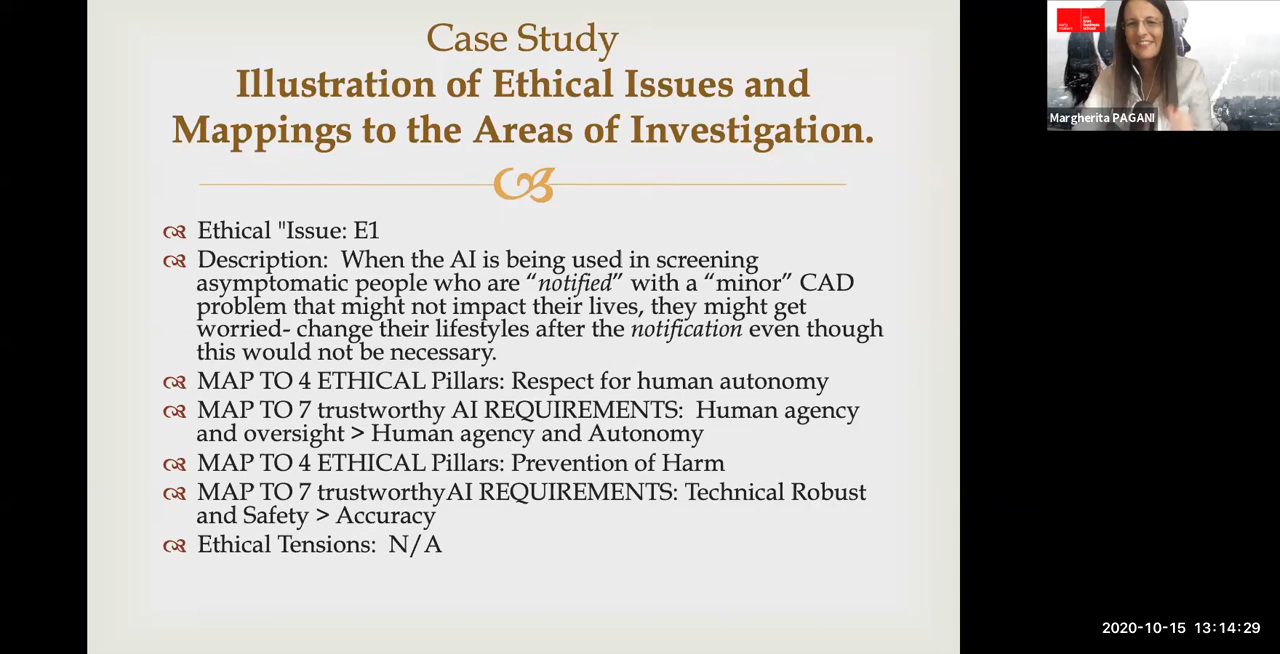 Case Study
Illustration of Ethical Issues and
Mappings to the Areas of Investigation.
Ethical "Issue: E1
Description: When the AI is being used in screening
asymptomatic people who are “notified” with a “minor” CAD
problem that might not impact their lives, they might get
worried- change their lifestyles after the notification even though
this would not be necessary.
MAP TO 4 ETHICAL Pillars: Respect for human autonomy
MAP TO 7 trustworthy AI REQUIREMENTS: Human agency
and oversight > Human agency and Autonomy
MAP TO 4 ETHICAL Pillars: Prevention of Harm
MAP TO 7 trustworthyAI REQUIREMENTS: Technical Robust
and Safety > Accuracy
Ethical Tensions: N/A
Margherita PAGANI
2020-10-15 13:14:29